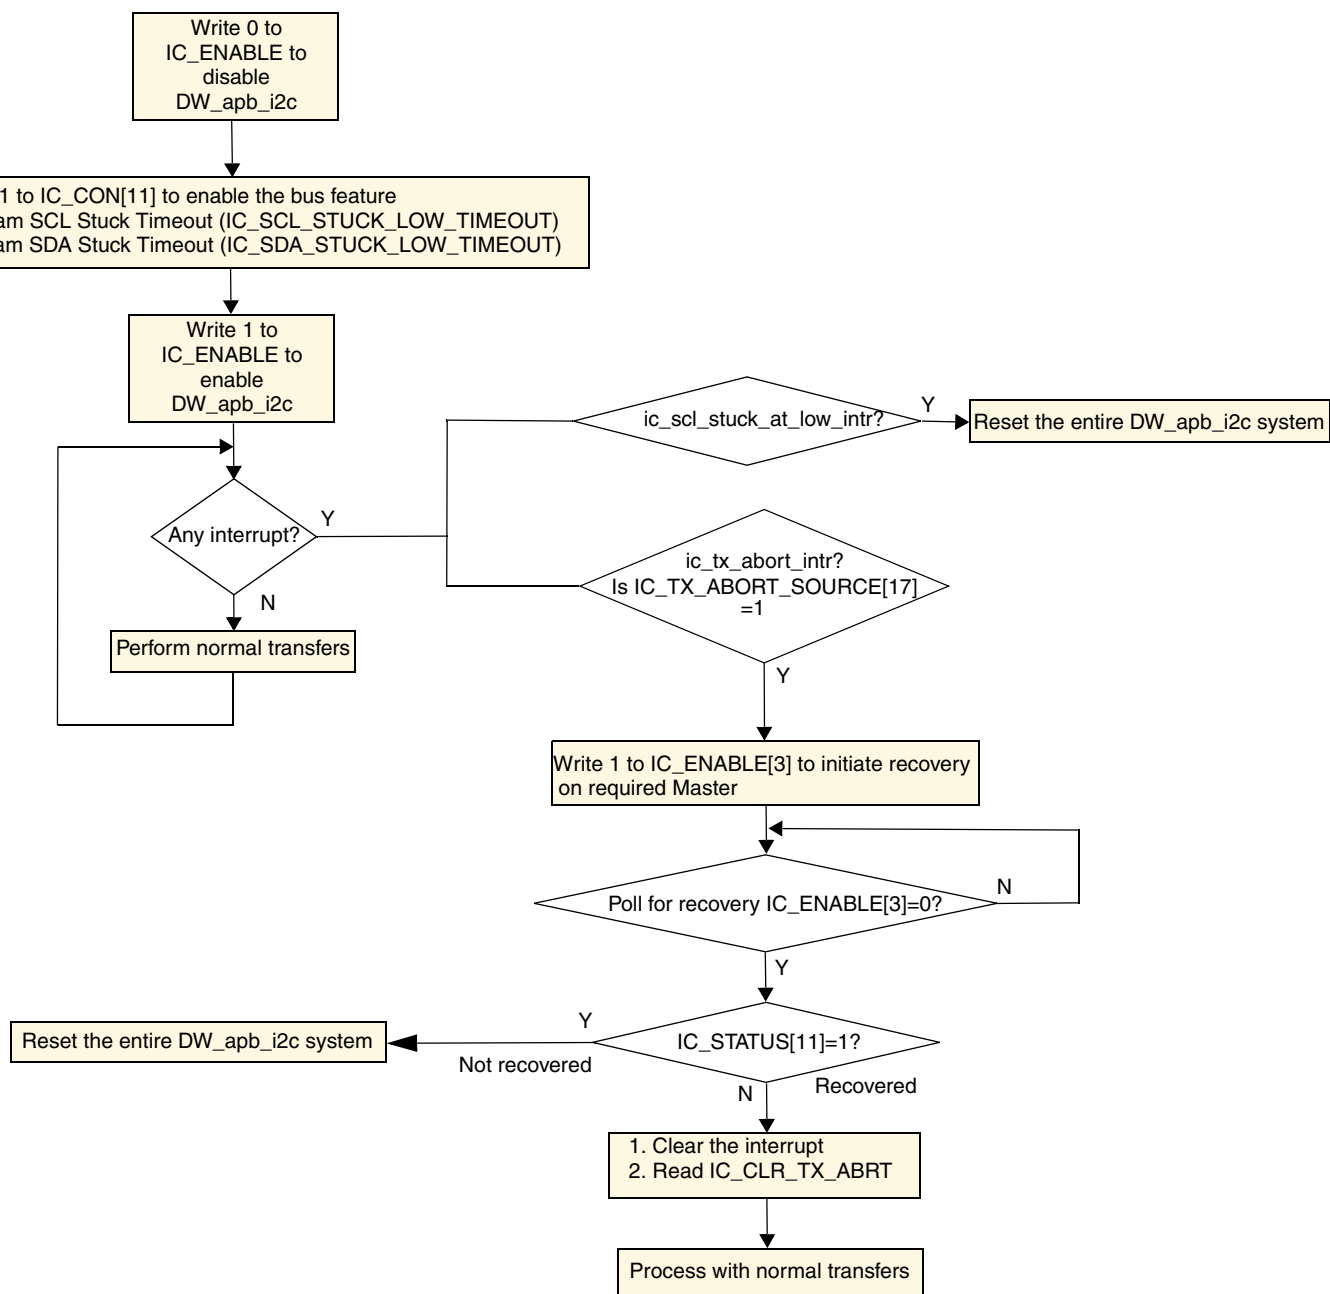 Write 0 to
IC_ENABLE to
disable
DW_apb_i2c
1 to IC_CON[11] to enable the bus feature
am SCL Stuck Timeout (IC_SCL_STUCK_LOW_TIMEOUT)
am SDA Stuck Timeout (IC_SDA_STUCK_LOW_TIMEOUT)
Write 1 to
IC_ENABLE to
enable
DW_apb_i2c
ic_scl_stuck_at_low_intr?
Y
Reset the entire DW_apb_i2c system
Any interrupt?
Y
N
Perform normal transfers
ic_tx_abort_intr?
Is IC_TX_ABORT_SOURCE[17]
=1
Y
Write 1 to IC_ENABLE[3] to initiate recovery
on required Master
Poll for recovery IC_ENABLE[3]=0?
N
Y
IC_STATUS[11]=1?
Y
Not recovered
Reset the entire DW_apb_i2c system
N
Recovered
1. Clear the interrupt
2. Read IC_CLR_TX_ABRT
Process with normal transfers